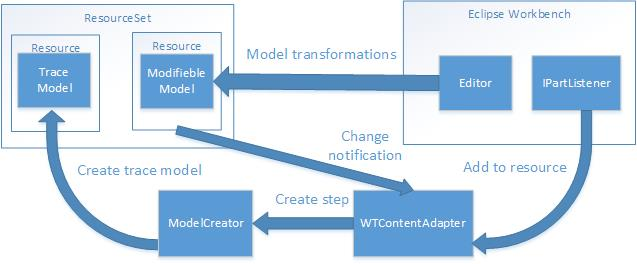 ResourceSet
Eclipse Workbench
Resource
Resource
Trace
Model
Modifieble
Model
Model transformations
Editor
IPartListener
Change
notification
Add to resource
Create trace model
Create step
ModelCreator
WTContentAdapter